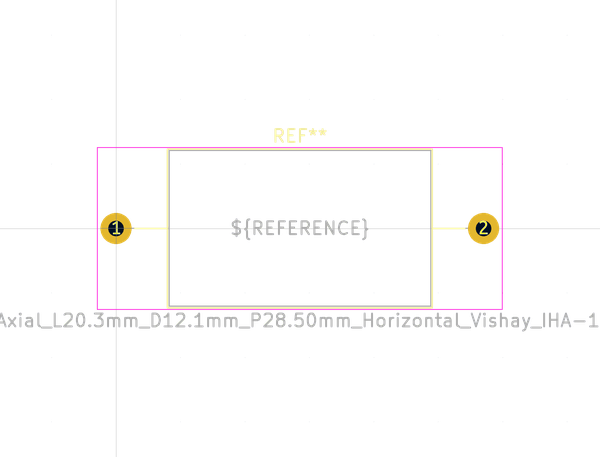 REF**
1
${REFERENCE}
2
Axial_L20.3mm_D12.1mm_P28.50mm_Horizontal_Vishay_IHA-1